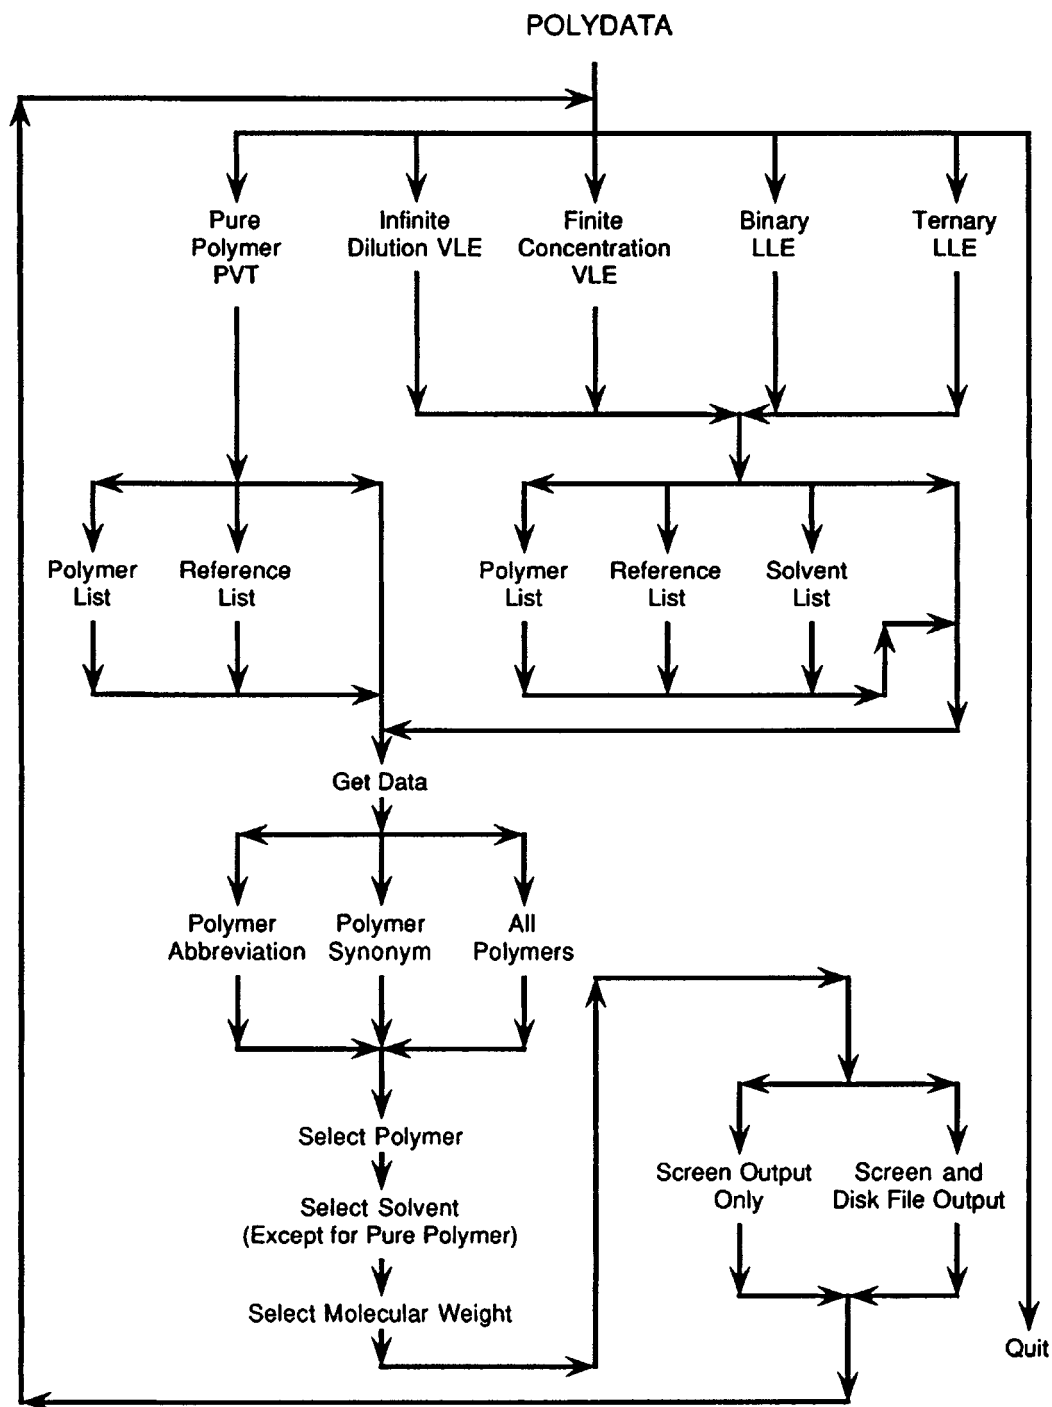 POLYDATA
Pure
Polymer
PVT
Infinite
Dilution VLE
Finite
Concentration
VLE
Binary
LLE
Ternary
LLE
Polymer
List
Reference
List
Polymer
List
Reference
List
Solvent
List
Get Data
Polymer
Abbreviation
Polymer
Synonym
All
Polymers
Select Polymer
Select Solvent
(Except for Pure Polymer)
Select Molecular Weight
Screen Output
Only
Screen and
Disk File Output
Quit